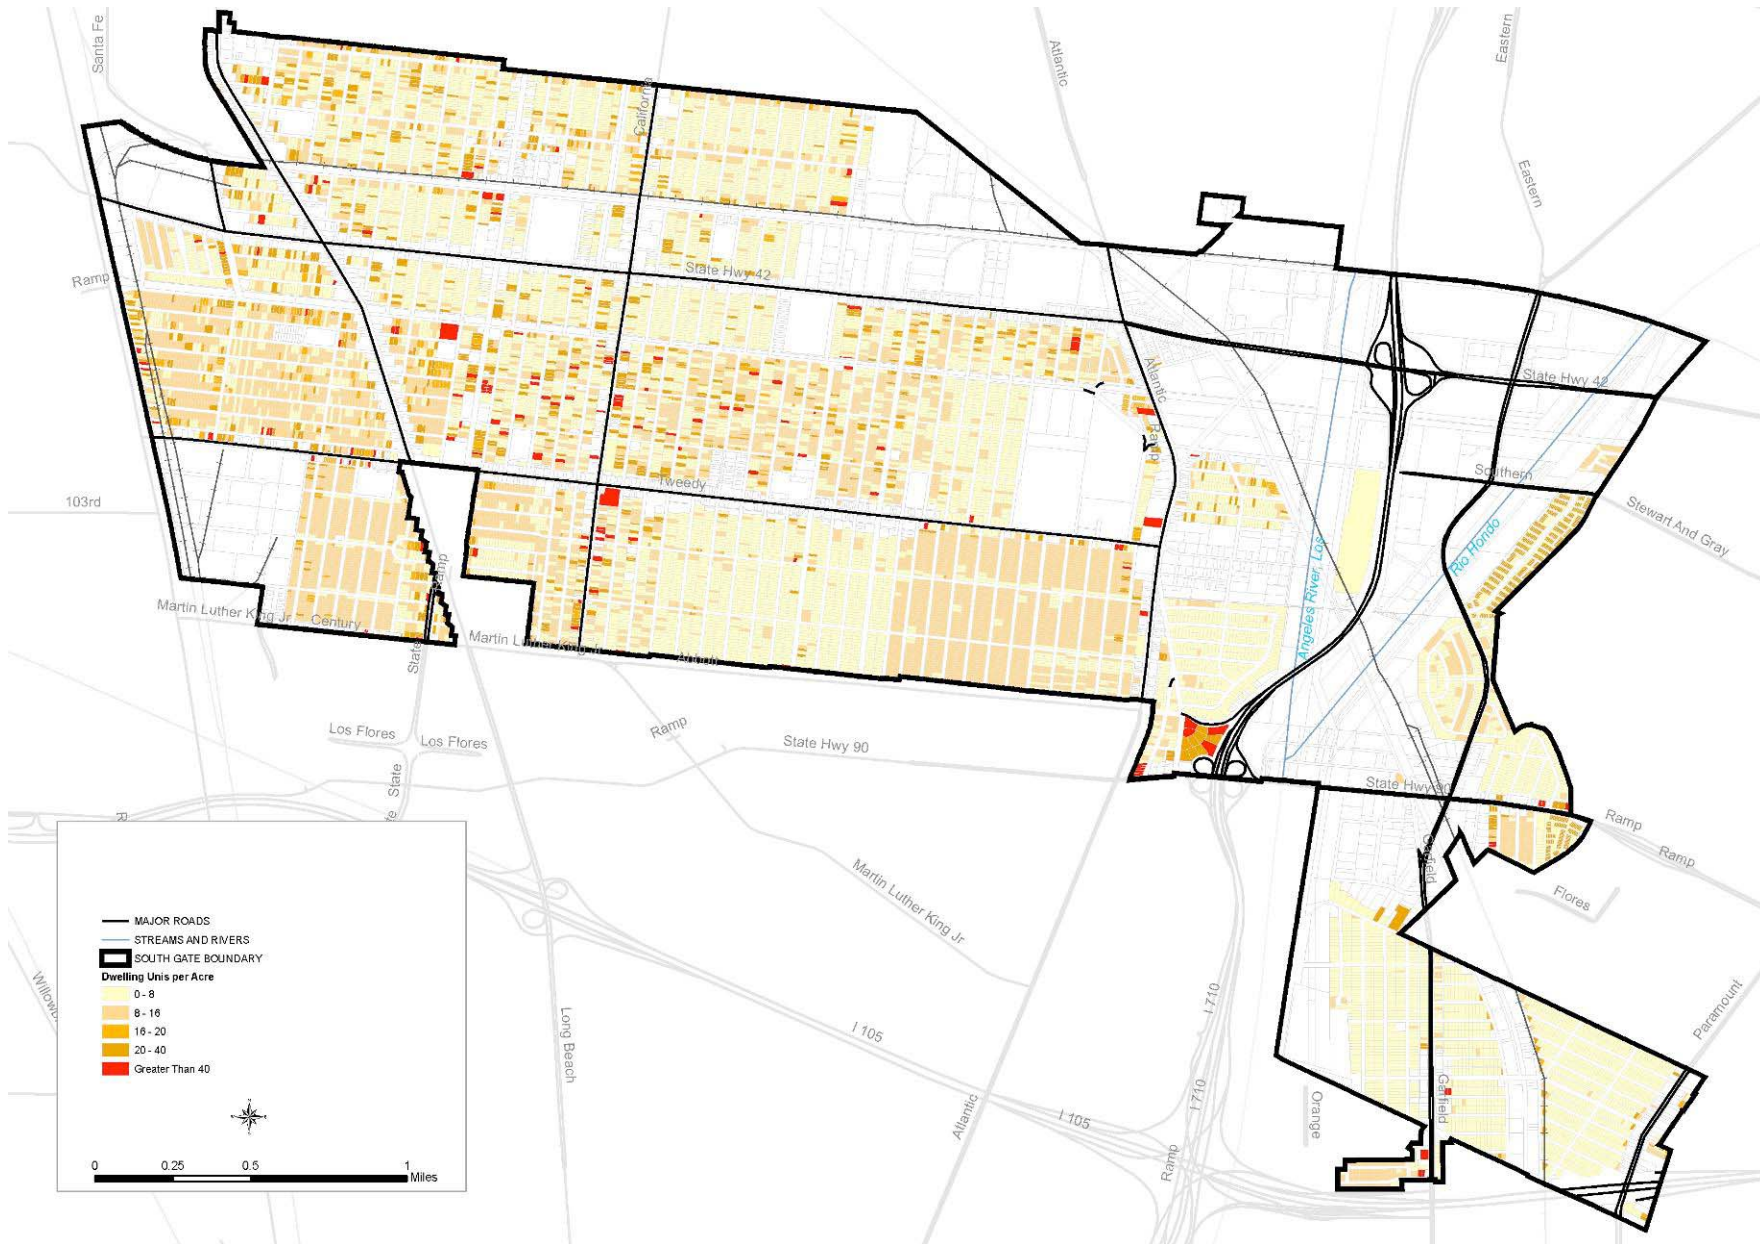 Santa Fe
California
Atlantic
Eastern
Eastern
Ramp
State Hwy 42
Atlantic
Ramp
State Hwy 42
Southern
Stewart And Gray
103rd
Tweedy
Angeles River, Los
Rio Hondo
Ramp
Martin Luther King Jr
Century
State
Martin Luther King Jr
Abbott
Los Flores
Los Flores
Ramp
State Hwy 90
State Hwy 90
State
Ramp
Ramp
Garfield
Flores
Martin Luther King Jr
MAJOR ROADS
STREAMS AND RIVERS
SOUTH GATE BOUNDARY
Dwelling Unis per Acre
0 - 8
8 - 16
16 - 20
20 - 40
Greater Than 40
0 0.25 0.5 1
Miles
Long Beach
I 105
I 710
Paramount
Atlantic
I 105
I 710
Ramp
Orange
Garfield